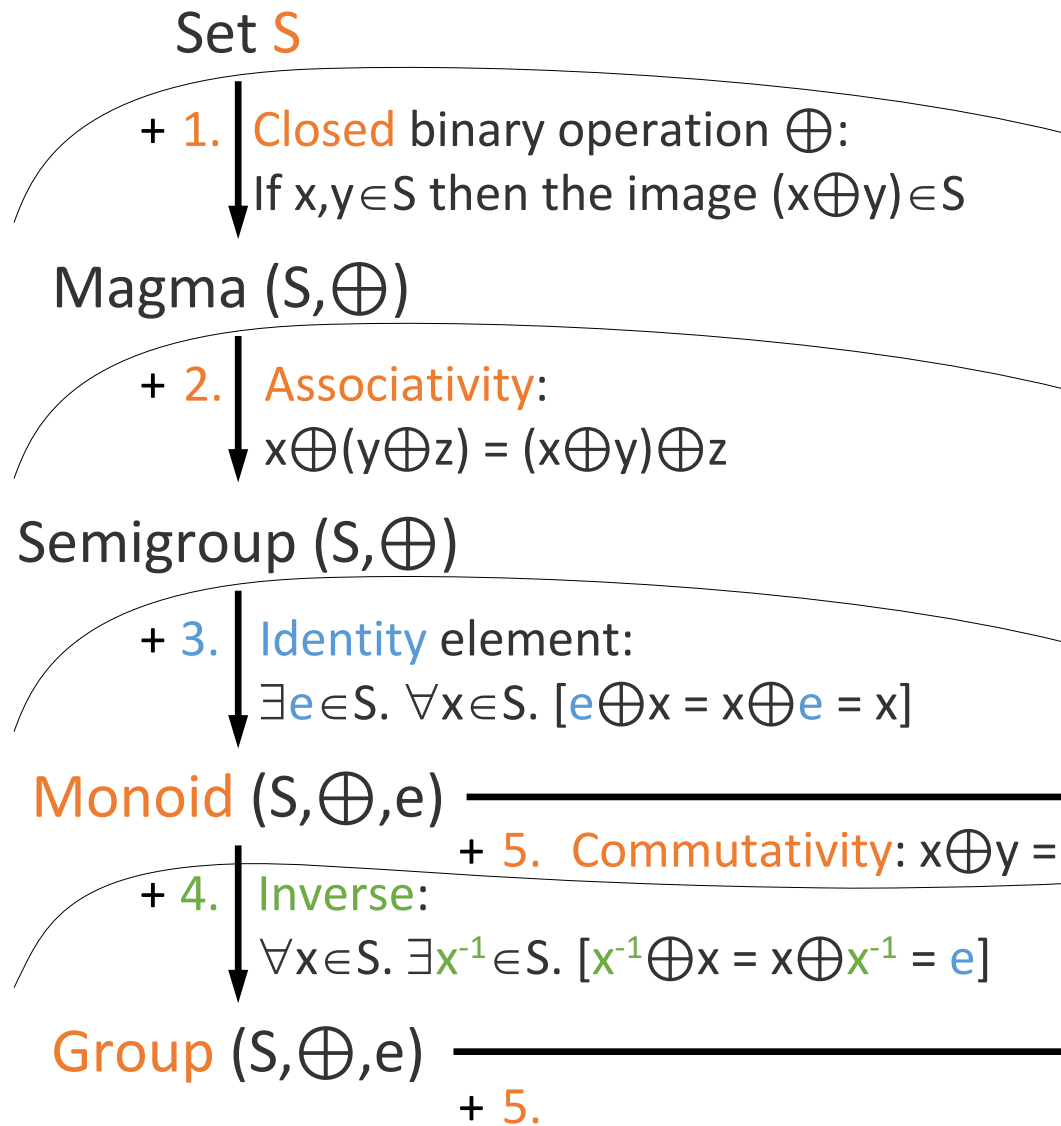 Set S
+ 1. Closed binary operation ⊕:
If x,y∈S then the image (x⊕y)∈S
Magma (S,⊕)
+ 2. Associativity:
x⊕(y⊕z) = (x⊕y)⊕z
Semigroup (S,⊕)
+ 3. Identity element:
∃e∈S. ∀x∈S. [e⊕x = x⊕e = x]
Monoid (S,⊕,e)
+ 5. Commutativity: x⊕y =
+ 4. Inverse:
∀x∈S. ∃x⁻¹∈S. [x⁻¹⊕x = x⊕x⁻¹ = e]
Group (S,⊕,e)
+ 5.